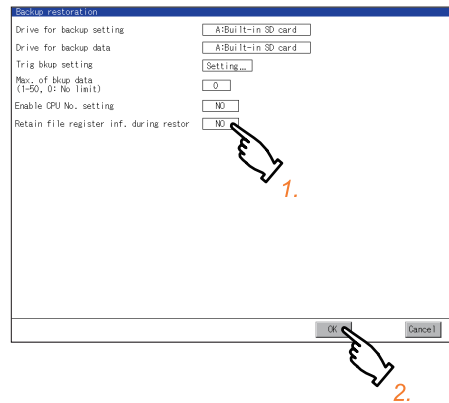 Backup restoration
Drive for backup setting A:Built-in SD card
Drive for backup data A:Built-in SD card
Trig bkup setting Setting...
Max. of bkup data
(1-50, 0: No limit) 0
Enable CPU No. setting NO
Retain file register inf. during restor NO
1.
OK Cancel
2.